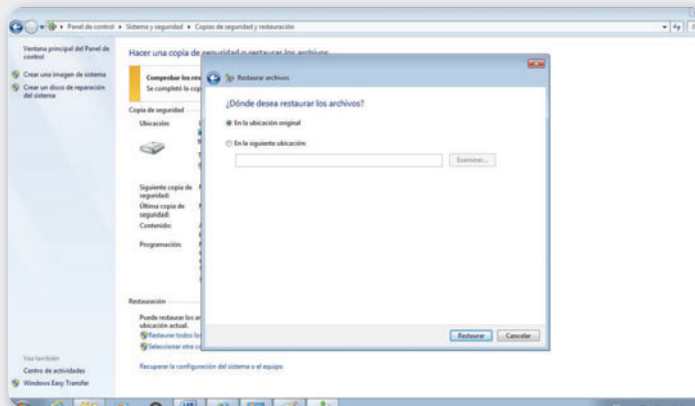 Panel de control ▸ Sistema y seguridad ▸ Copias de seguridad y restauración
Ventana principal del Panel de
control
Crear una imagen de sistema
Crear un disco de reparación
del sistema
Vea también
Centro de actividades
Windows Easy Transfer
Hacer una copia de seguridad o restaurar los archivos
Comprobar los
Se completó la cop
Copia de seguridad
Ubicación:
Siguiente copia de
seguridad:
Última copia de
seguridad:
Contenido:
Programación:
Restauración
Puede restaurar los a
ubicación actual.
Restaurar todos lo
Seleccionar otra c
Recuperar la configuración del sistema o el equipo
Restaurar archivos
¿Dónde desea restaurar los archivos?
En la ubicación original
En la siguiente ubicación:
Examinar...
Restaurar
Cancelar